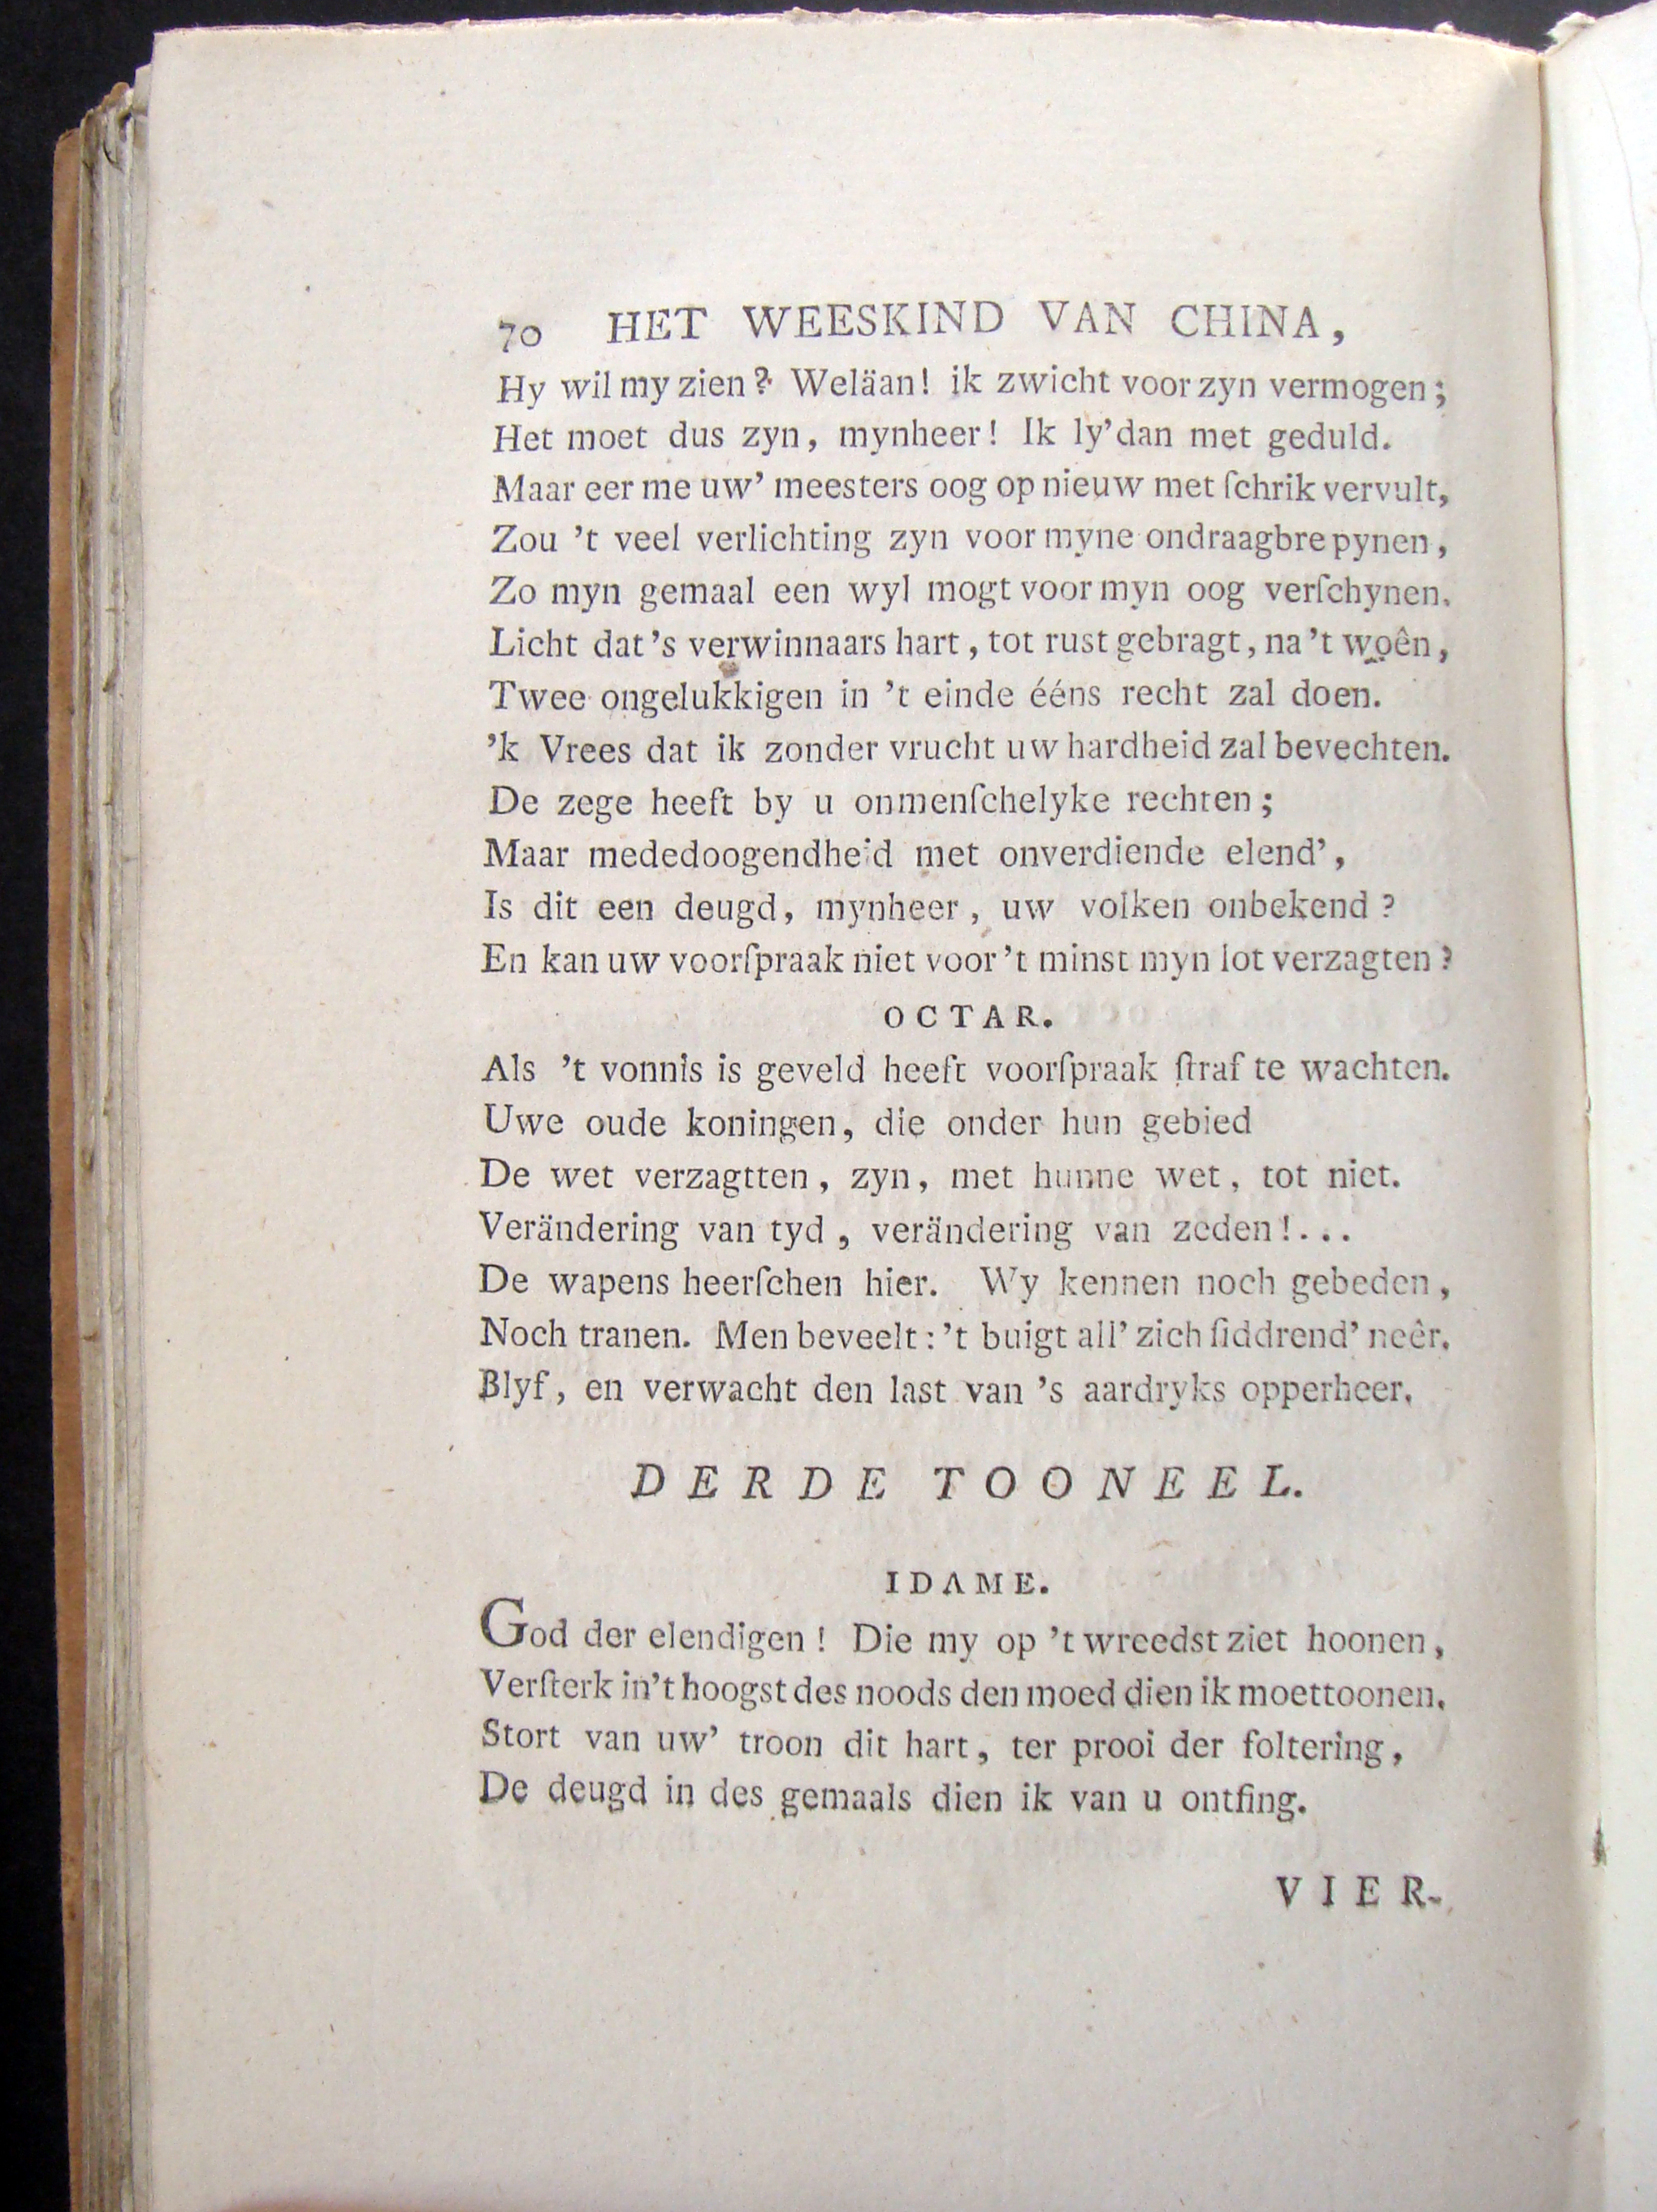 70 HET WEESKIND VAN CHINA,
Hy wil my zien? Weläan! ik zwicht voor zyn vermogen;
Het moet dus zyn, mynheer! Ik ly' dan met geduld.
Maar eer me uw' meesters oog op nieuw met ſchrik vervult,
Zou 't veel verlichting zyn voor myne ondraagbre pynen,
Zo myn gemaal een wyl mogt voor myn oog verſchynen.
Licht dat 's verwinnaars hart, tot rust gebragt, na 't woên,
Twee ongelukkigen in 't einde ééns recht zal doen.
'k Vrees dat ik zonder vrucht uw hardheid zal bevechten.
De zege heeft by u onmenſchelyke rechten;
Maar mededoogendheid met onverdiende elend',
Is dit een deugd, mynheer, uw volken onbekend?
En kan uw voorſpraak niet voor 't minst myn lot verzagten?
OCTAR.
Als 't vonnis is geveld heeft voorſpraak ſtraf te wachten.
Uwe oude koningen, die onder hun gebied
De wet verzagtten, zyn, met hunne wet, tot niet.
Verändering van tyd, verändering van zeden!...
De wapens heerſchen hier. Wy kennen noch gebeden,
Noch tranen. Men beveelt: 't buigt all' zich ſiddrend' neêr.
Blyf, en verwacht den last van 's aardryks opperheer.
DERDE TOONEEL.
IDAME.
God der elendigen! Die my op 't wreedst ziet hoonen,
Verſterk in 't hoogst des noods den moed dien ik moet toonen.
Stort van uw' troon dit hart, ter prooi der foltering,
De deugd in des gemaals dien ik van u ontfing.
VIER-